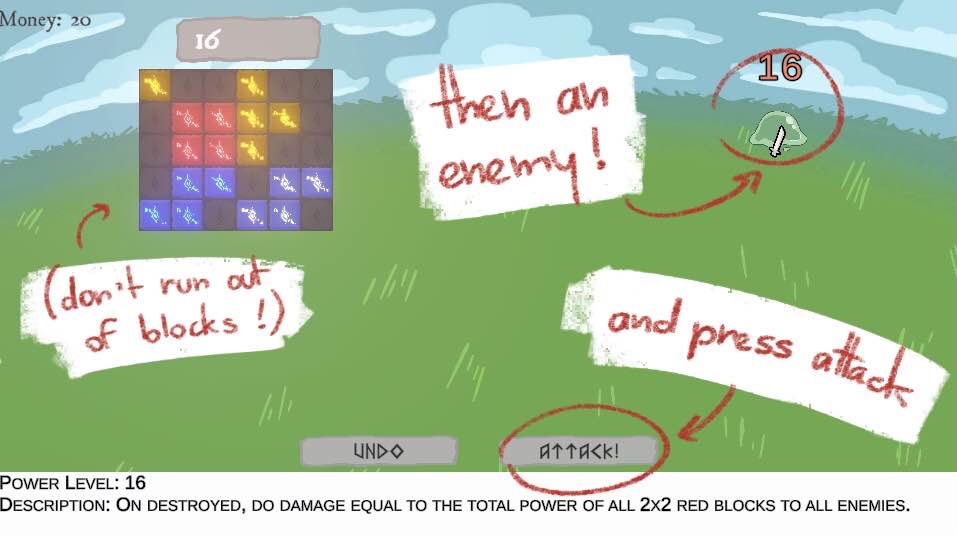 Money: 20
16
16
then an
enemy!
(don't run out
of blocks!)
and press attack
UNDO
ATTACK!
Power Level: 16
Description: On destroyed, do damage equal to the total power of all 2x2 red blocks to all enemies.